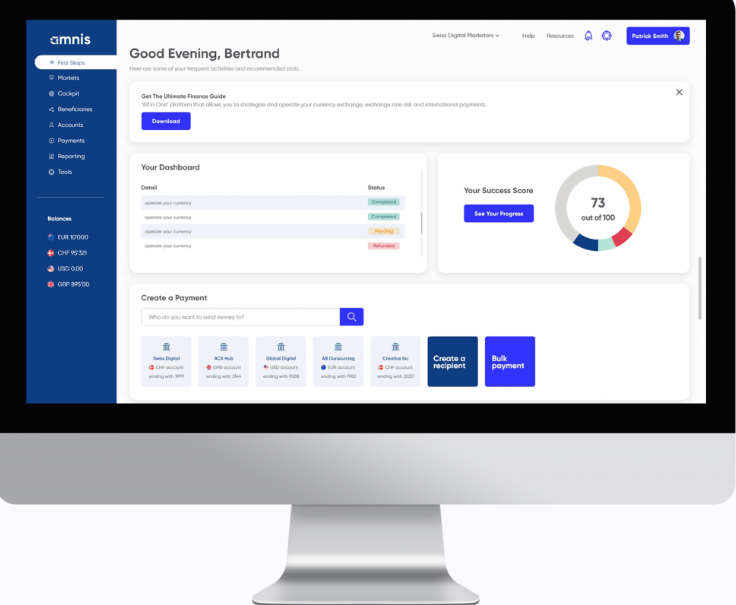 amnis
First Steps
Markets
Cockpit
Beneficiaries
Accounts
Payments
Reporting
Tools
Balances
EUR 10'000
CHF 95'321
USD 0.00
GBP 895'00
Swiss Digital Marketers
Help
Resources
Patrick Smith
Good Evening, Bertrand
Here are some of your frequent activities and recommended stats.
Get The Ultimate Finance Guide
'All in One' platform that allows you to strategize and operate your currency exchange, exchange rate risk and international payments.
Download
Your Dashboard
Detail Status
operate your currency Completed
operate your currency Completed
operate your currency Pending
operate your currency Refunded
Your Success Score
See Your Progress
73
out of 100
Create a Payment
Who do you want to send money to?
Swiss Digital
CHF account
ending with 1999
ACX Hub
GPB account
ending with
Global Digital
USD account
ending with 9588
AB Oursourcing
EUR account
ending with 1983
Creative Inc
CHF account
ending with 2020
Create a
recipient
Bulk
payment